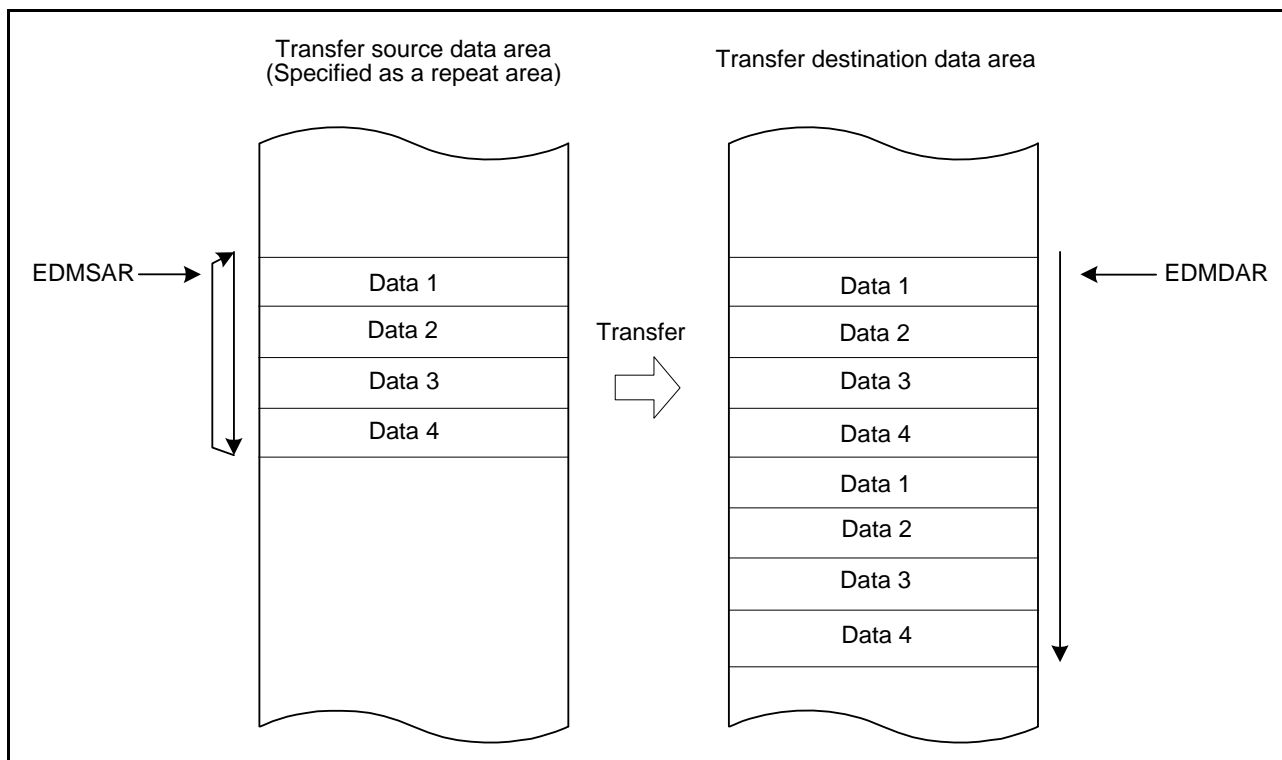 Transfer source data area
(Specified as a repeat area)
Transfer destination data area
EDMSAR
Data 1
Data 2
Data 3
Data 4
Transfer
Data 1
Data 2
Data 3
Data 4
Data 1
Data 2
Data 3
Data 4
EDMDAR